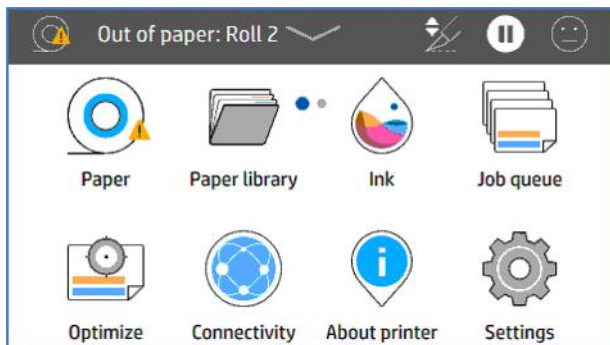 Out of paper: Roll 2
Paper Paper library Ink Job queue
Optimize Connectivity About printer Settings